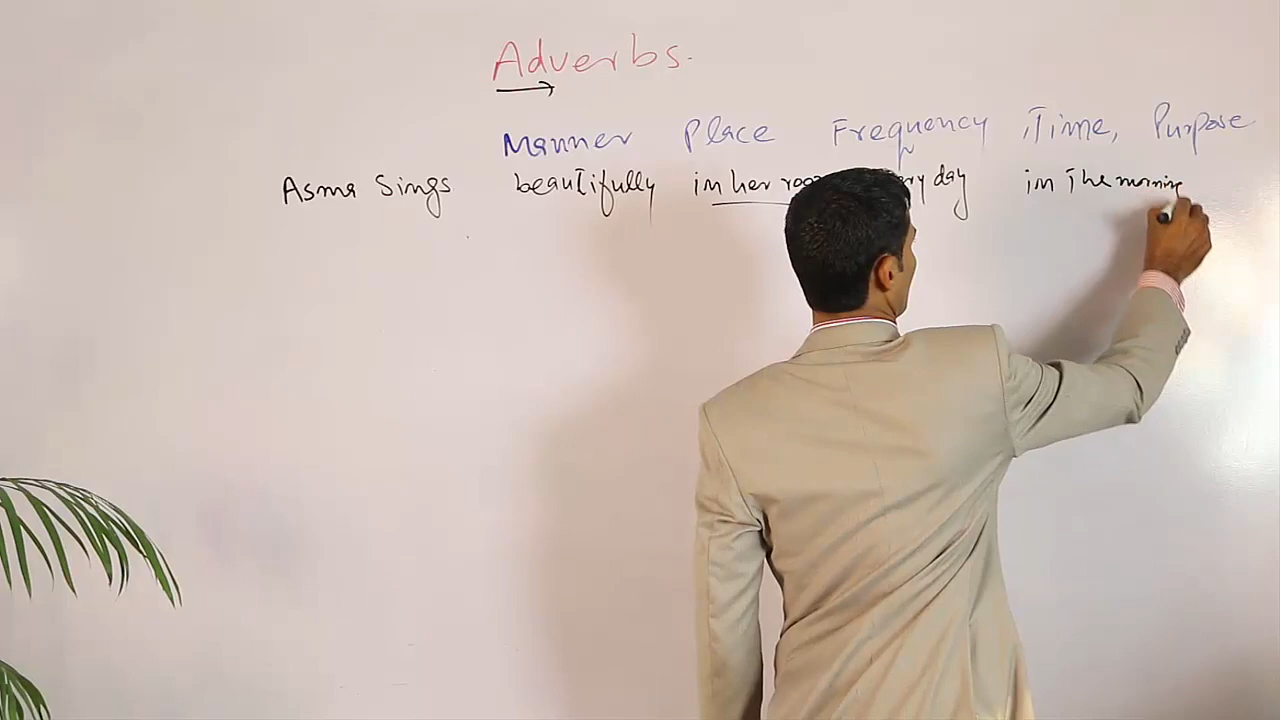 Adverbs.
Manner Place Frequency , Time, Purpose
Asma Sings beautifully in her day in The morning